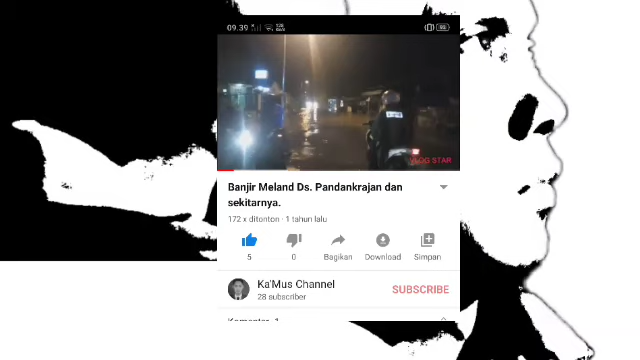 09.39
VLOG STAR
Banjir Meland Ds. Pandankrajan dan
sekitarnya.
172 x ditonton · 1 tahun lalu
5 0 Bagikan Download Simpan
Ka'Mus Channel
28 subscriber
SUBSCRIBE